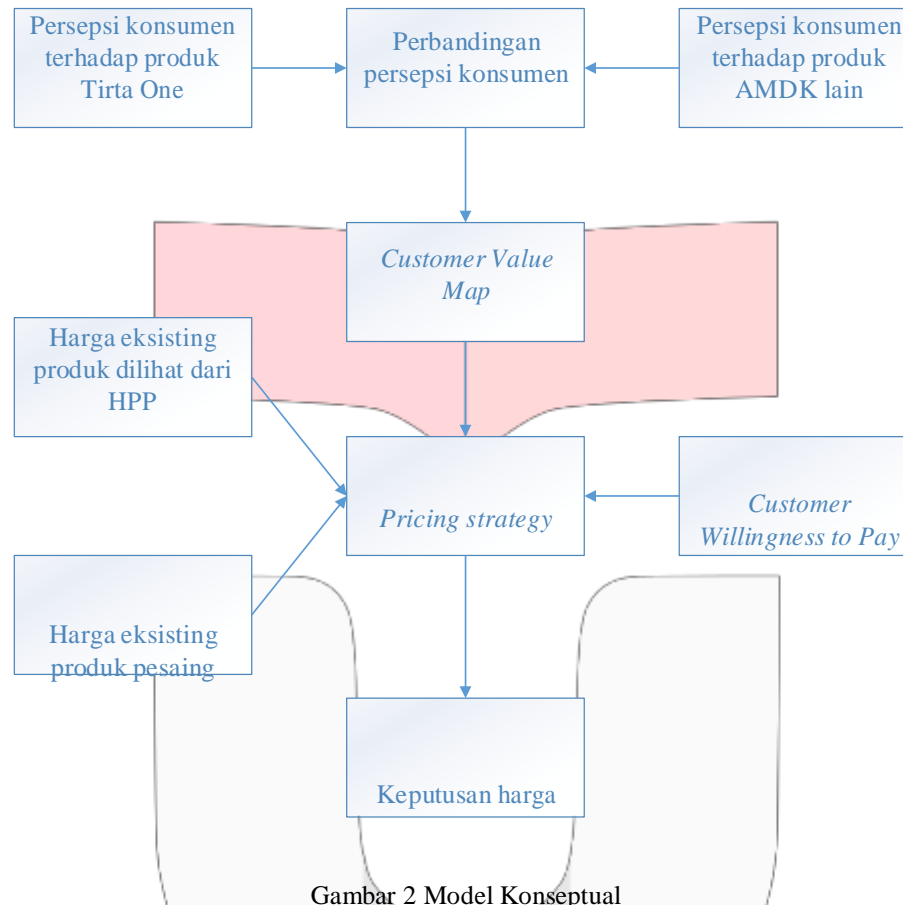 Persepsi konsumen
terhadap produk
Tirta One
Perbandingan
persepsi konsumen
Persepsi konsumen
terhadap produk
AMDK lain
Customer Value
Map
Harga eksisting
produk dilihat dari
HPP
Pricing strategy
Customer
Willingness to Pay
Harga eksisting
produk pesaing
Keputusan harga
Gambar 2 Model Konseptual